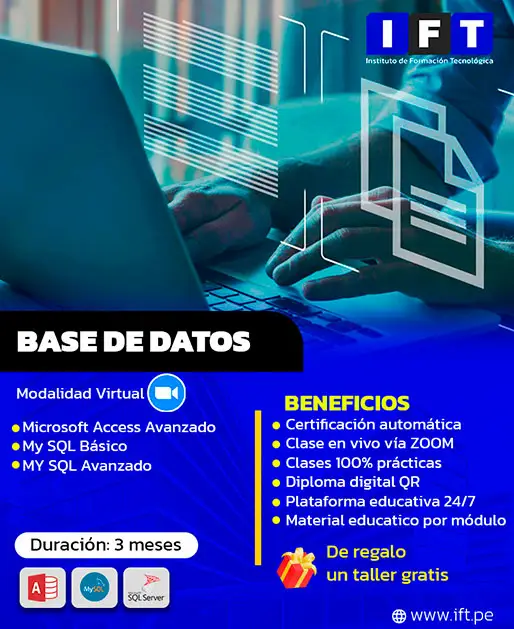 IFT
Instituto de Formación Tecnológica
BASE DE DATOS
Modalidad Virtual
Microsoft Access Avanzado
My SQL Básico
MY SQL Avanzado
Duración: 3 meses
A
MySQL
Microsoft
SQL Server
BENEFICIOS
Certificación automática
Clase en vivo vía ZOOM
Clases 100% prácticas
Diploma digital QR
Plataforma educativa 24/7
Material educatico por módulo
De regalo
un taller gratis
www.ift.pe